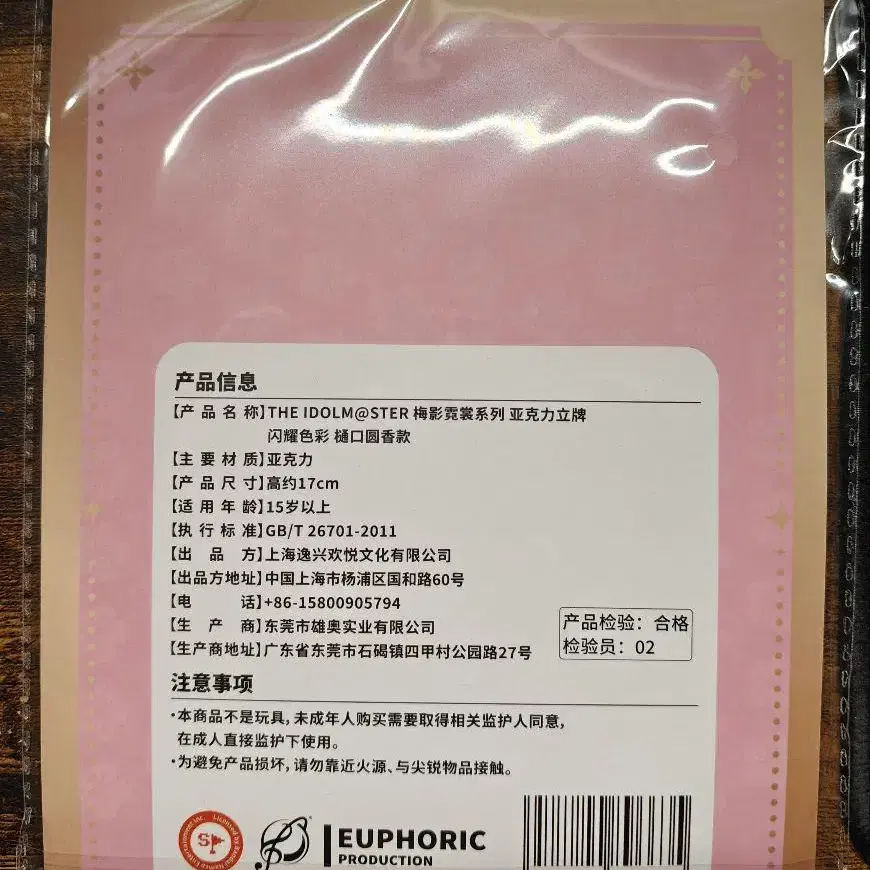 产品信息
【产品名称】THE IDOLM@STER 梅影霓裳系列 亚克力立牌
闪耀色彩 樋口圆香款
【主要材质】亚克力
【产品尺寸】高约17cm
【适用年龄】15岁以上
【执行标准】GB/T 26701-2011
【出品方】上海逸兴欢悦文化有限公司
【出品方地址】中国上海市杨浦区国和路60号
【电话】+86-15800905794
【生产商】东莞市雄奥实业有限公司
【生产商地址】广东省东莞市石碣镇四甲村公园路27号
产品检验：合格
检验员：02
注意事项
·本商品不是玩具，未成年人购买需要取得相关监护人同意，
在成人直接监护下使用。
·为避免产品损坏，请勿靠近火源、与尖锐物品接触。
EUPHORIC
PRODUCTION